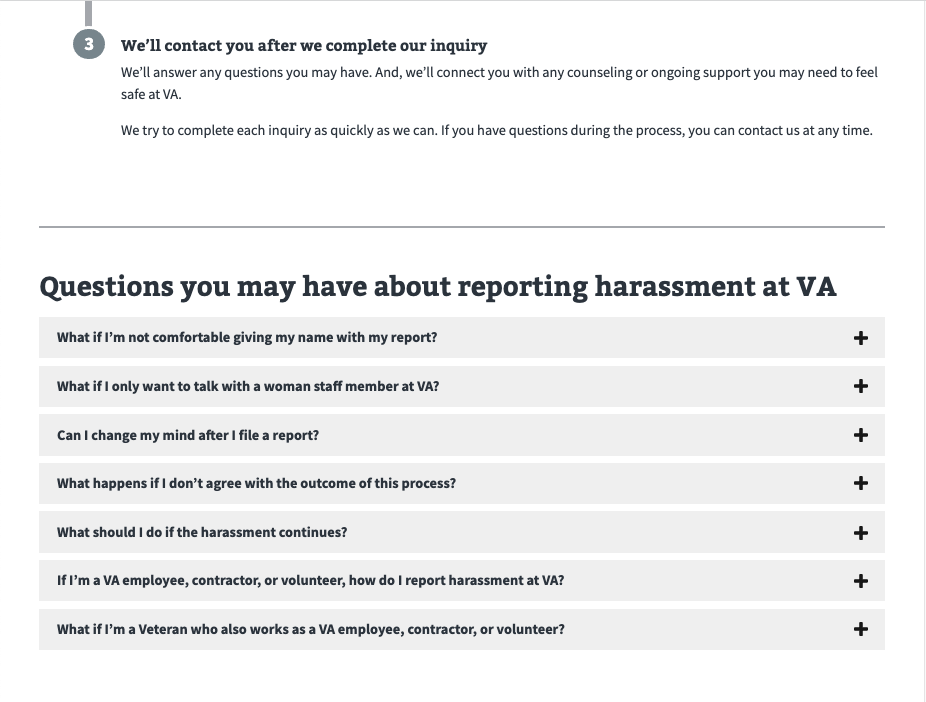 3
We’ll contact you after we complete our inquiry
We’ll answer any questions you may have. And, we’ll connect you with any counseling or ongoing support you may need to feel
safe at VA.
We try to complete each inquiry as quickly as we can. If you have questions during the process, you can contact us at any time.
Questions you may have about reporting harassment at VA
What if I’m not comfortable giving my name with my report?
What if I only want to talk with a woman staff member at VA?
Can I change my mind after I file a report?
What happens if I don’t agree with the outcome of this process?
What should I do if the harassment continues?
If I’m a VA employee, contractor, or volunteer, how do I report harassment at VA?
What if I’m a Veteran who also works as a VA employee, contractor, or volunteer?